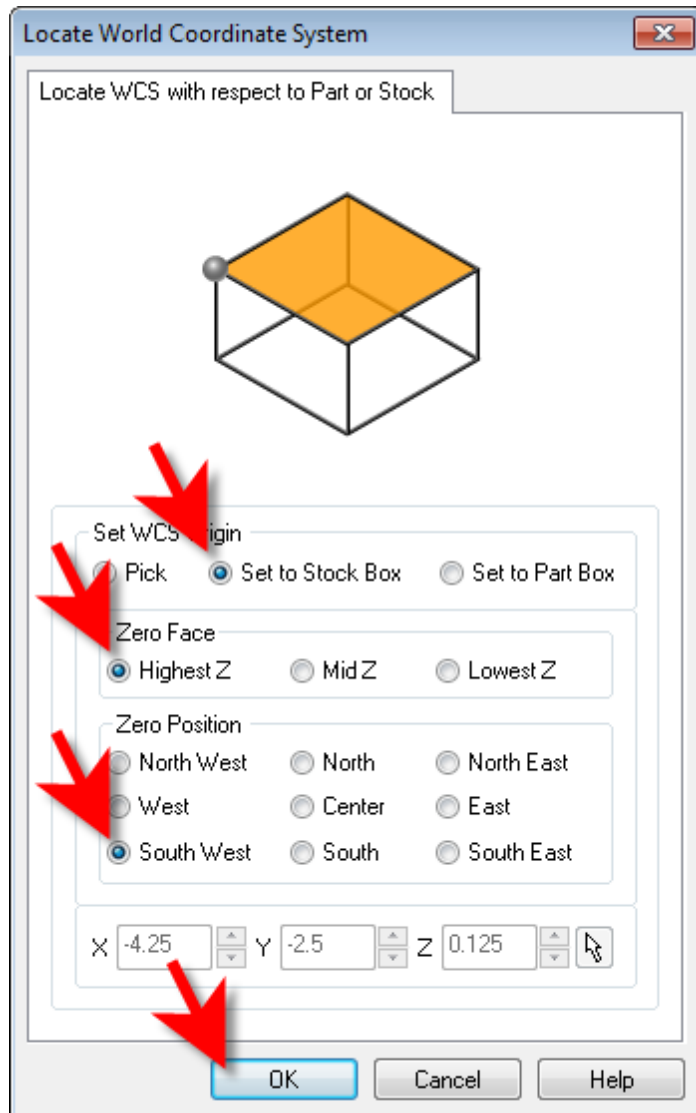 Locate World Coordinate System
Locate WCS with respect to Part or Stock
Set WCS Origin
Pick Set to Stock Box Set to Part Box
Zero Face
Highest Z Mid Z Lowest Z
Zero Position
North West North North East
West Center East
South West South South East
X -4.25 Y -2.5 Z 0.125
OK Cancel Help